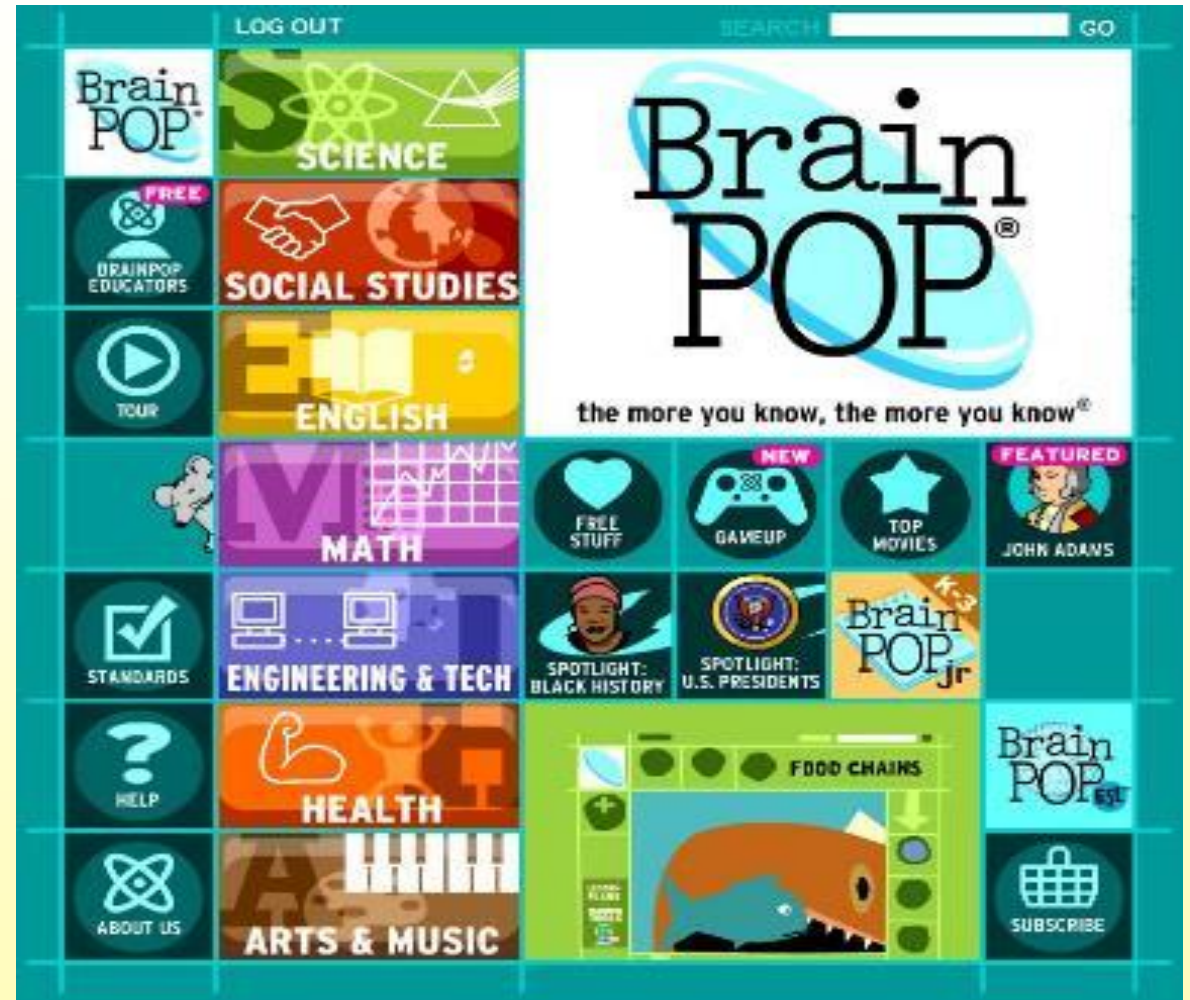 LOG OUT
SEARCH
GO
Brain
POP®
SCIENCE
Brain
POP®
the more you know, the more you know®
FREE
BRAINPOP
EDUCATORS
SOCIAL STUDIES
TOUR
ENGLISH
MATH
FREE
STUFF
NEW
GAMEUP
TOP
MOVIES
FEATURED
JOHN ADAMS
STANDARDS
ENGINEERING & TECH
SPOTLIGHT:
BLACK HISTORY
SPOTLIGHT:
U.S. PRESIDENTS
K-3
Brain
POP jr
HELP
HEALTH
FOOD CHAINS
Brain
POP ESL
ABOUT US
ARTS & MUSIC
SUBSCRIBE